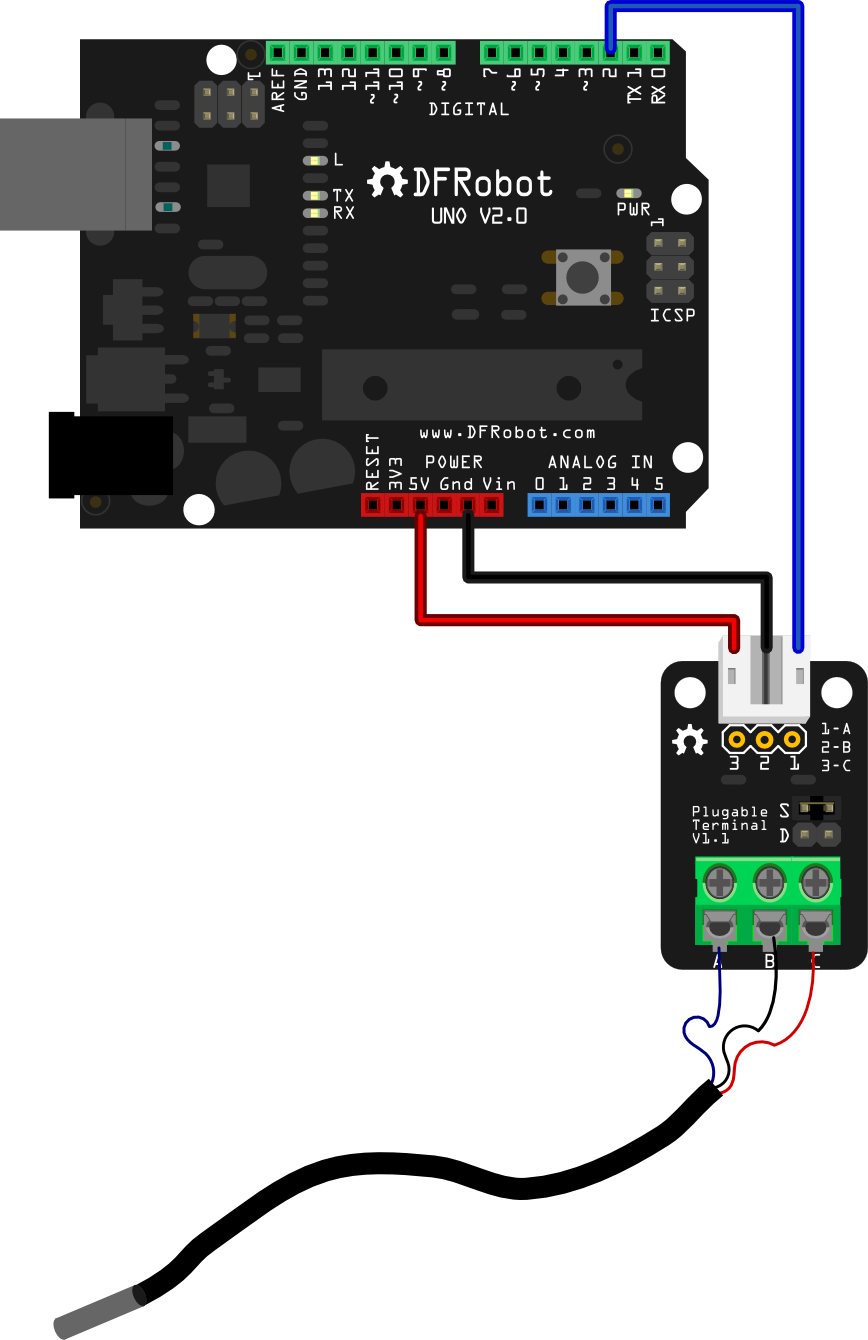 1
AREF
GND
13
12
~11
~10
~9
~8
7
~6
~5
4
~3
2
TX 1
RX 0
DIGITAL
L
TX
RX
DFRobot
UNO V2.0
PWR
1
ICSP
www.DFRobot.com
RESET
3V3
POWER
5V Gnd Vin
ANALOG IN
0 1 2 3 4 5
1-A
2-B
3-C
3 2 1
Plugable
Terminal
V1.1
S
D
A B C